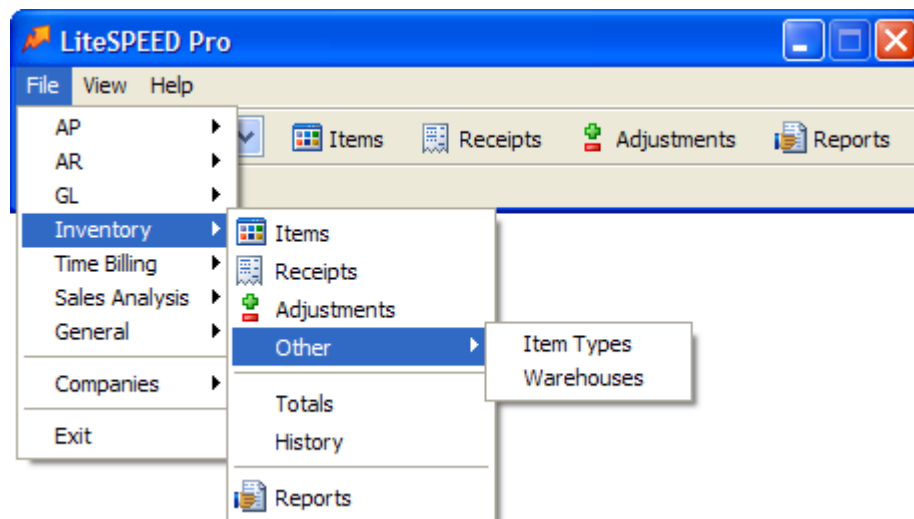 LiteSPEED Pro
File View Help
Items Receipts Adjustments Reports
AP
AR
GL
Inventory
Time Billing
Sales Analysis
General
Companies
Exit
Items
Receipts
Adjustments
Other
Totals
History
Reports
Item Types
Warehouses